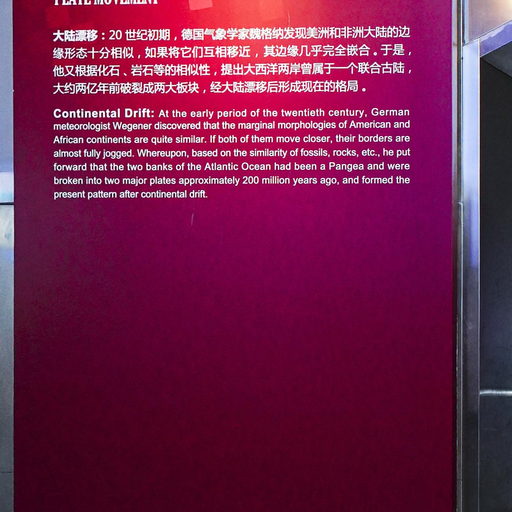 PLATE MOVEMENT
大陆漂移：20 世纪初期，德国气象学家魏格纳发现美洲和非洲大陆的边
缘形态十分相似，如果将它们互相移近，其边缘几乎完全嵌合。于是，
他又根据化石、岩石等的相似性，提出大西洋两岸曾属于一个联合古陆，
大约两亿年前破裂成两大板块，经大陆漂移后形成现在的格局。
Continental Drift: At the early period of the twentieth century, German
meteorologist Wegener discovered that the marginal morphologies of American and
African continents are quite similar. If both of them move closer, their borders are
almost fully jogged. Whereupon, based on the similarity of fossils, rocks, etc., he put
forward that the two banks of the Atlantic Ocean had been a Pangea and were
broken into two major plates approximately 200 million years ago, and formed the
present pattern after continental drift.